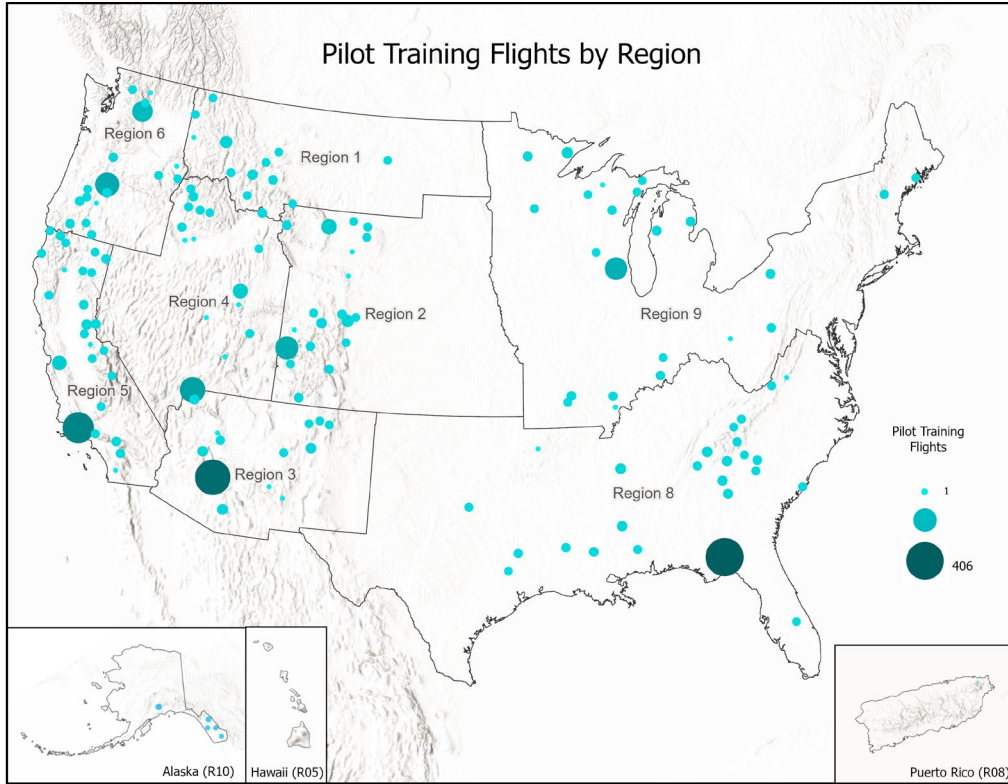 Pilot Training Flights by Region
Region 6
Region 1
Region 4
Region 2
Region 9
Region 5
Region 3
Region 8
Pilot Training
Flights
1
406
Alaska (R10)
Hawaii (R05)
Puerto Rico (R08)